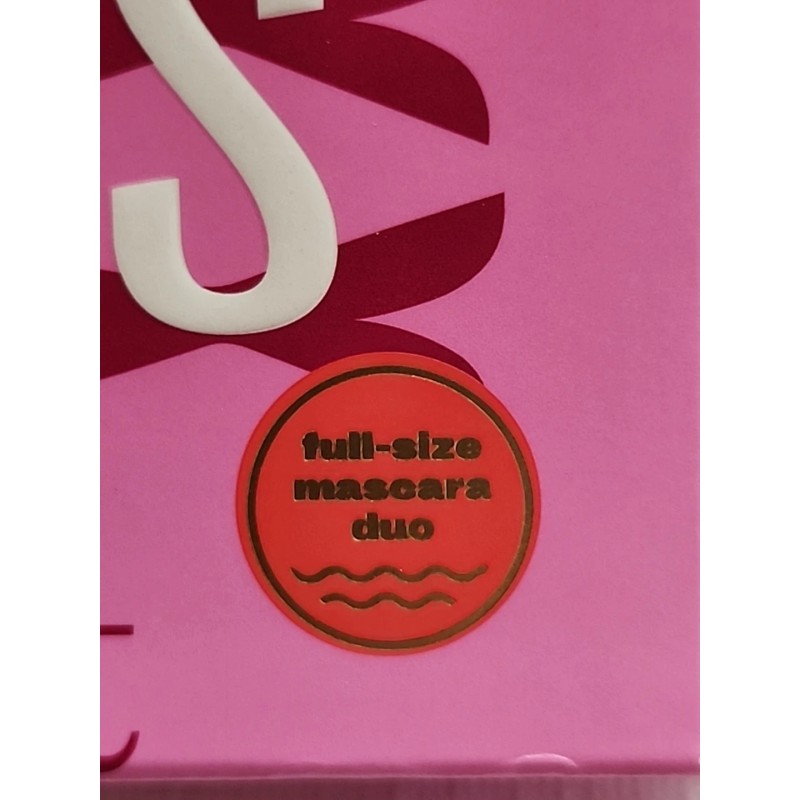 S
full-size
mascara
duo